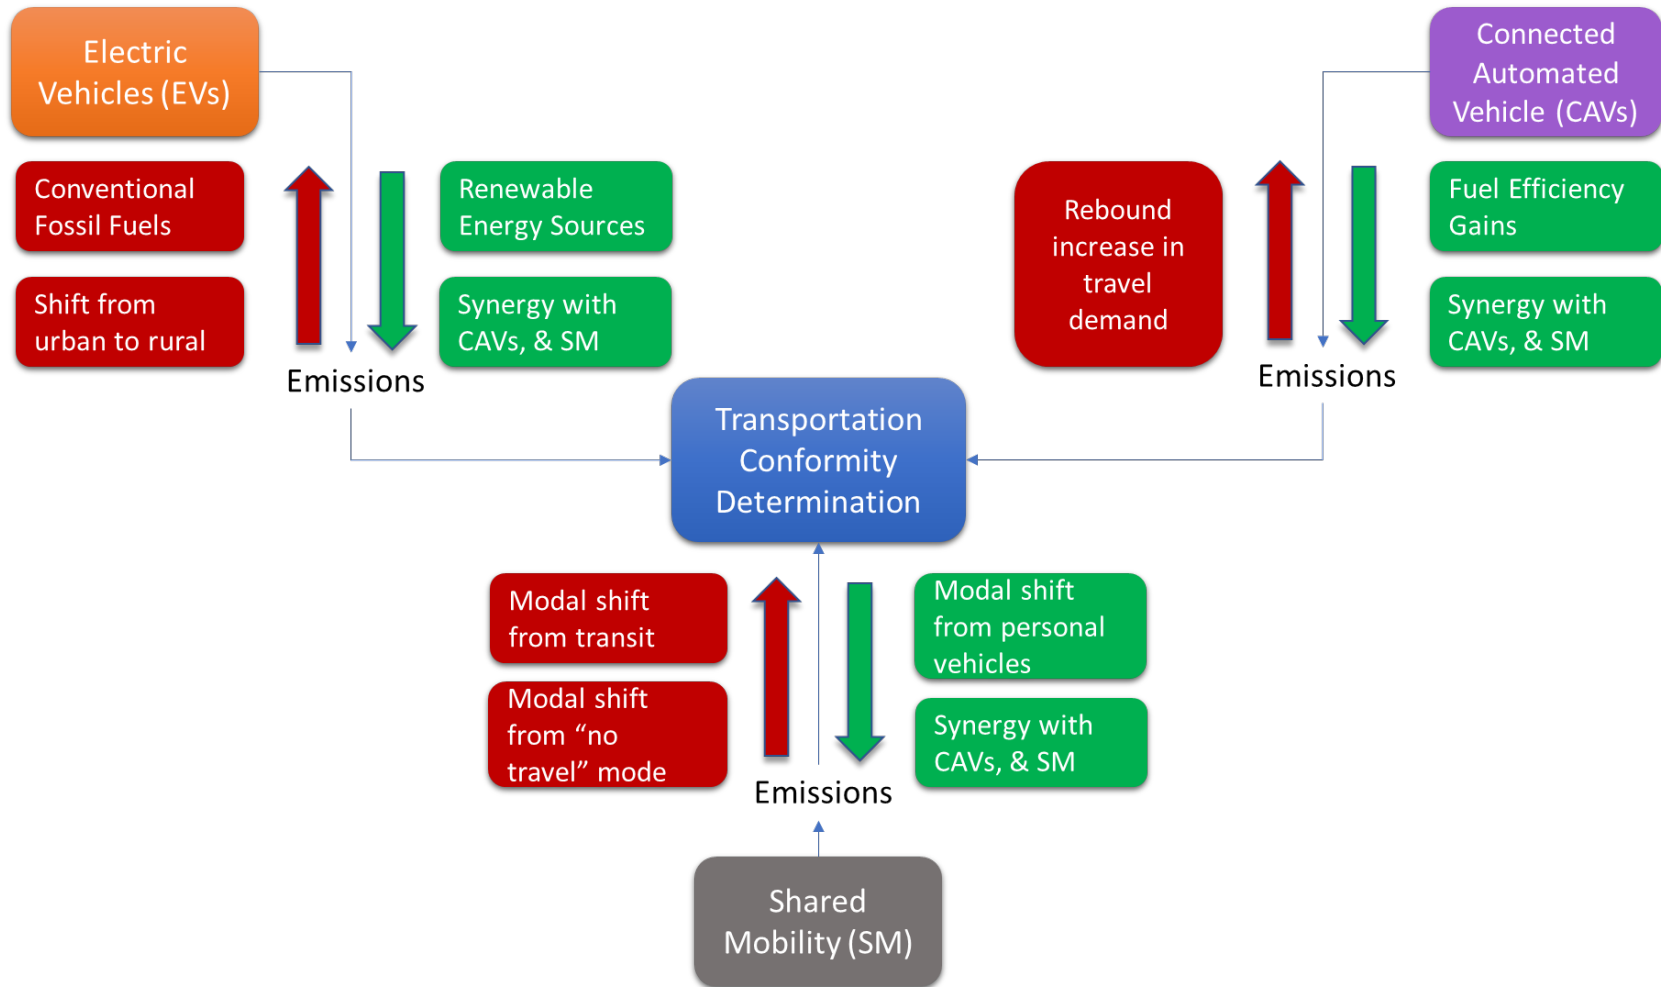 Electric
Vehicles (EVs)
Connected
Automated
Vehicle (CAVs)
Conventional
Fossil Fuels
Shift from
urban to rural
Renewable
Energy Sources
Synergy with
CAVs, & SM
Emissions
Rebound
increase in
travel
demand
Fuel Efficiency
Gains
Synergy with
CAVs, & SM
Emissions
Transportation
Conformity
Determination
Modal shift
from transit
Modal shift
from “no
travel” mode
Modal shift
from personal
vehicles
Synergy with
CAVs, & SM
Emissions
Shared
Mobility (SM)